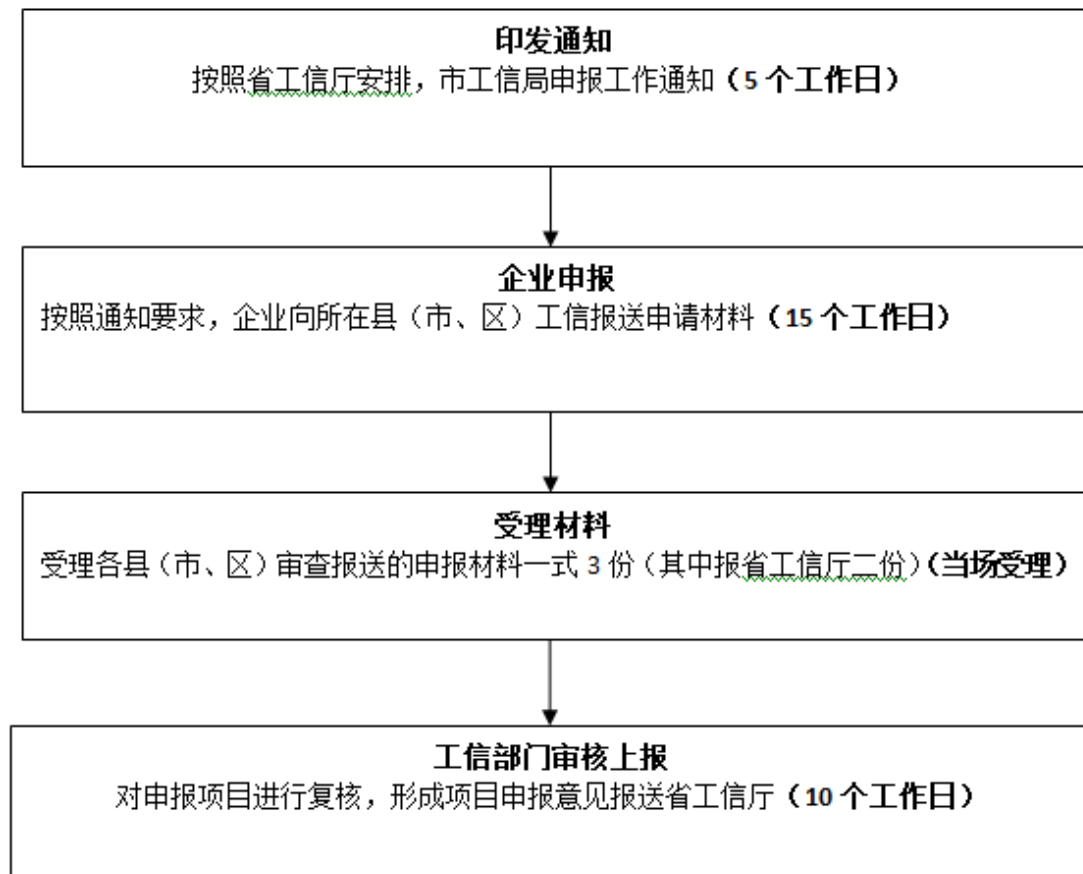 印发通知
按照省工信厅安排，市工信局申报工作通知（5 个工作日）
企业申报
按照通知要求，企业向所在县（市、区）工信报送申请材料（15 个工作日）
受理材料
受理各县（市、区）审查报送的申报材料一式 3 份（其中报省工信厅二份）（当场受理）
工信部门审核上报
对申报项目进行复核，形成项目申报意见报送省工信厅（10 个工作日）